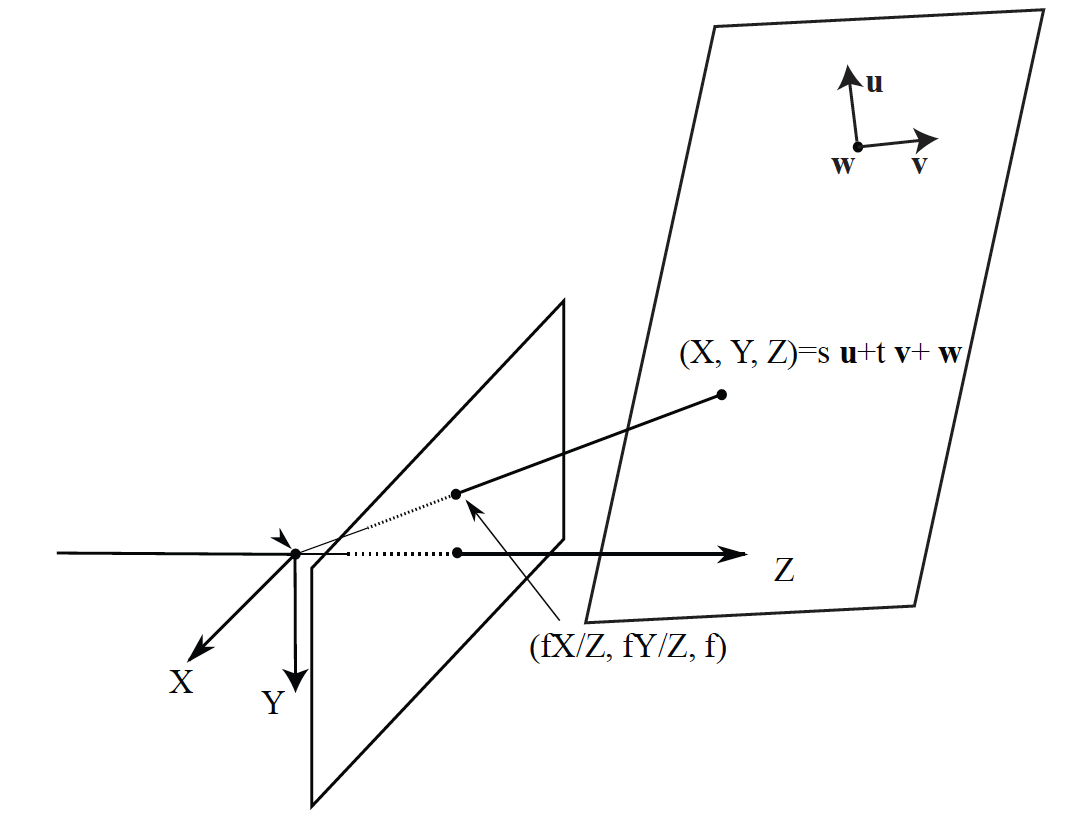 u
w
v
(X, Y, Z)=s u+t v+ w
Z
(fX/Z, fY/Z, f)
X
Y